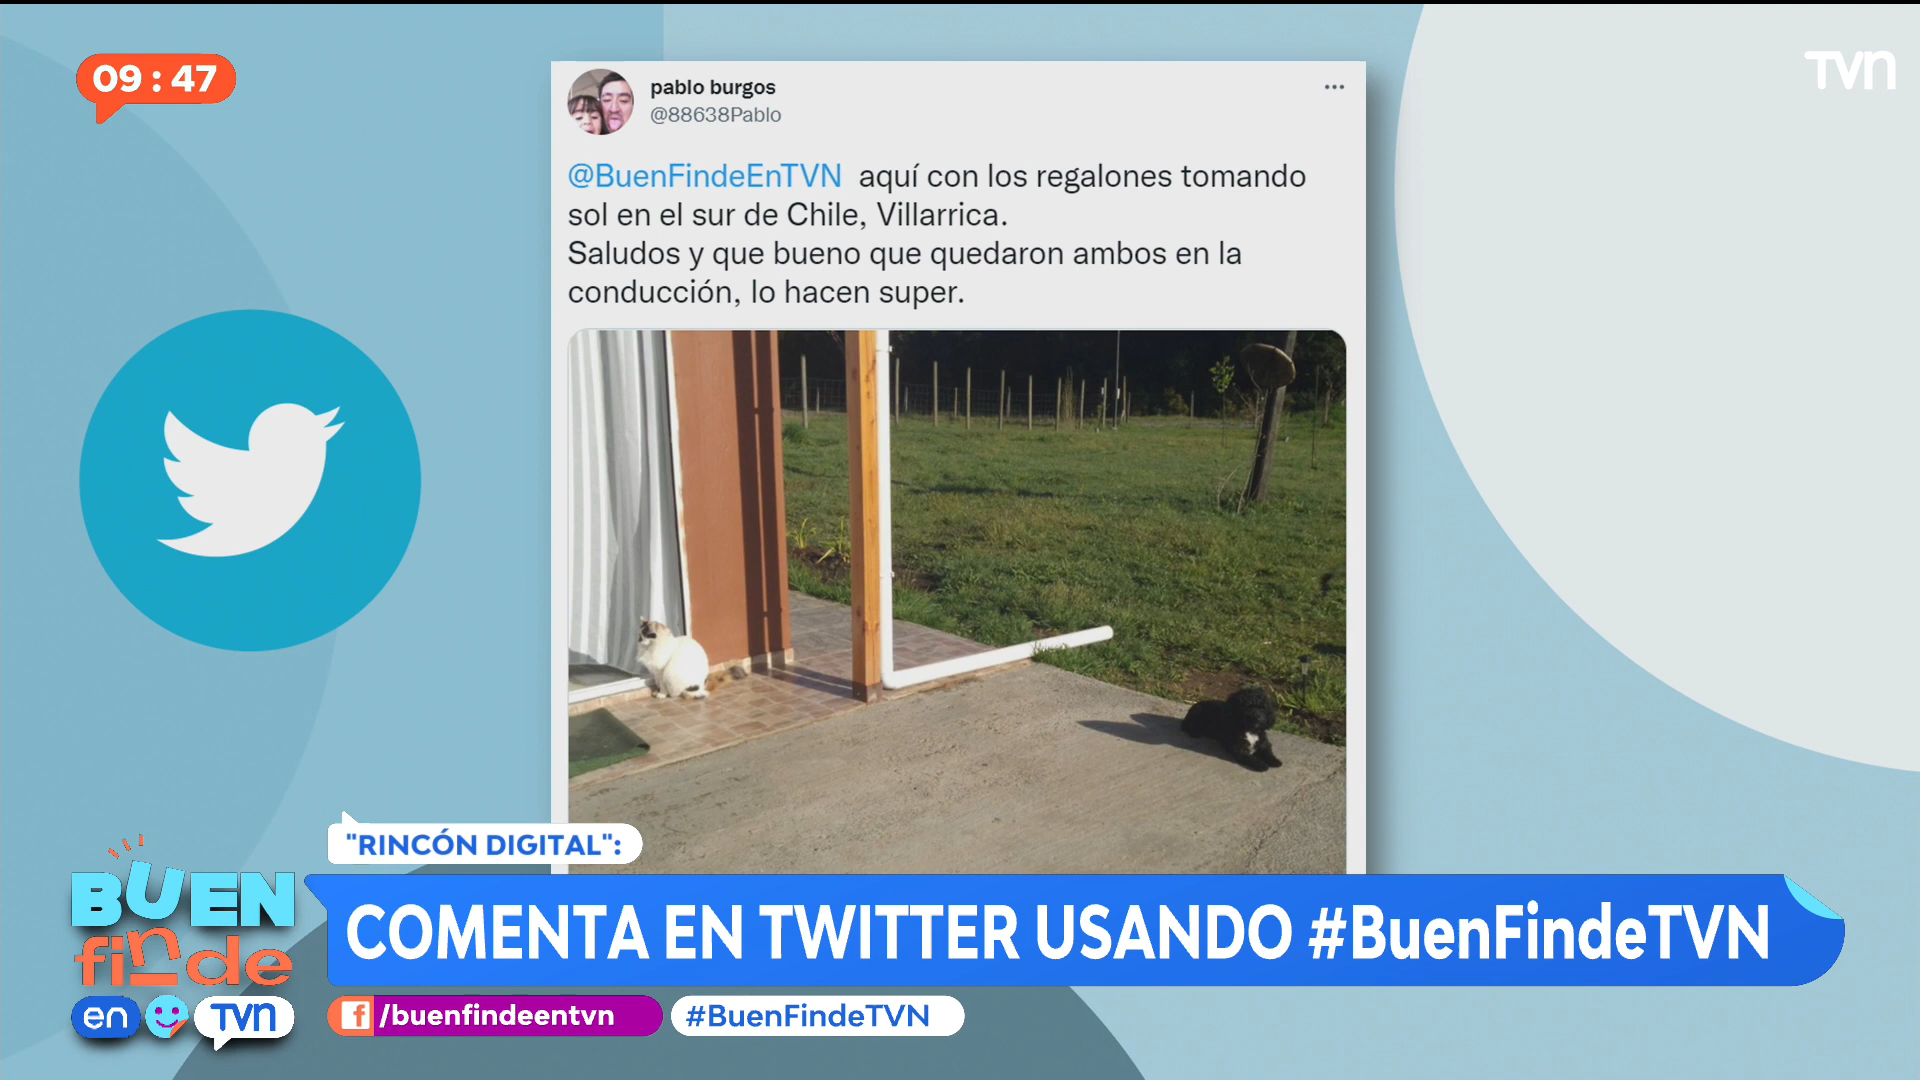 09:47
TVN
pablo burgos
@88638Pablo
@BuenFindeEnTVN aquí con los regalones tomando
sol en el sur de Chile, Villarrica.
Saludos y que bueno que quedaron ambos en la
conducción, lo hacen super.
"RINCÓN DIGITAL":
BUEN
finde
en TVN
COMENTA EN TWITTER USANDO #BuenFindeTVN
/buenfindeentvn
#BuenFindeTVN